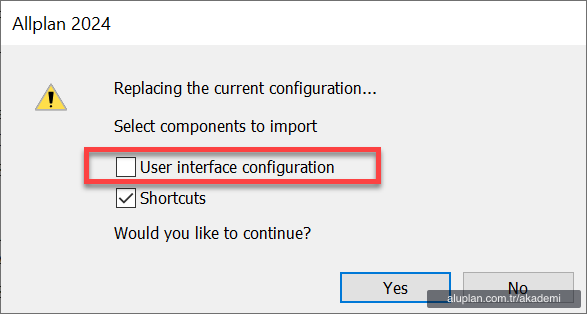 Allplan 2024
Replacing the current configuration...
Select components to import
User interface configuration
Shortcuts
Would you like to continue?
Yes
No
aluplan.com.tr/akademi